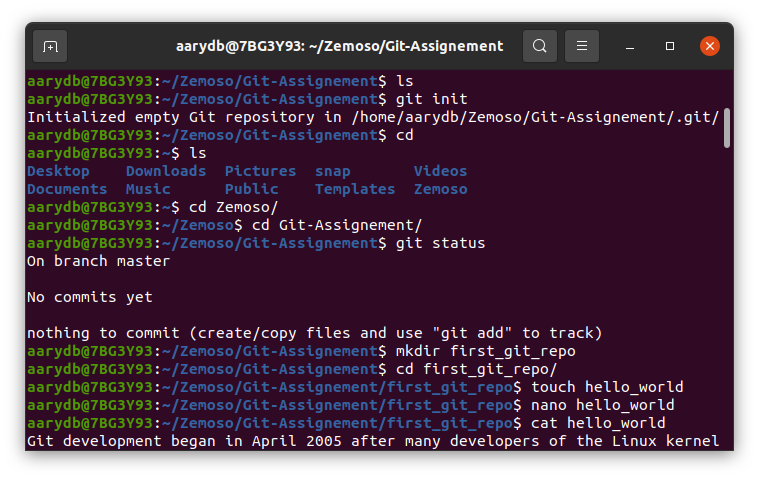 aarydb@7BG3Y93: ~/Zemoso/Git-Assignement
aarydb@7BG3Y93:~/Zemoso/Git-Assignement$ ls
aarydb@7BG3Y93:~/Zemoso/Git-Assignement$ git init
Initialized empty Git repository in /home/aarydb/Zemoso/Git-Assignement/.git/
aarydb@7BG3Y93:~/Zemoso/Git-Assignement$ cd
aarydb@7BG3Y93:~$ ls
Desktop    Downloads  Pictures  snap       Videos
Documents  Music      Public    Templates  Zemoso
aarydb@7BG3Y93:~$ cd Zemoso/
aarydb@7BG3Y93:~/Zemoso$ cd Git-Assignement/
aarydb@7BG3Y93:~/Zemoso/Git-Assignement$ git status
On branch master
No commits yet
nothing to commit (create/copy files and use "git add" to track)
aarydb@7BG3Y93:~/Zemoso/Git-Assignement$ mkdir first_git_repo
aarydb@7BG3Y93:~/Zemoso/Git-Assignement$ cd first_git_repo/
aarydb@7BG3Y93:~/Zemoso/Git-Assignement/first_git_repo$ touch hello_world
aarydb@7BG3Y93:~/Zemoso/Git-Assignement/first_git_repo$ nano hello_world
aarydb@7BG3Y93:~/Zemoso/Git-Assignement/first_git_repo$ cat hello_world
Git development began in April 2005 after many developers of the Linux kernel